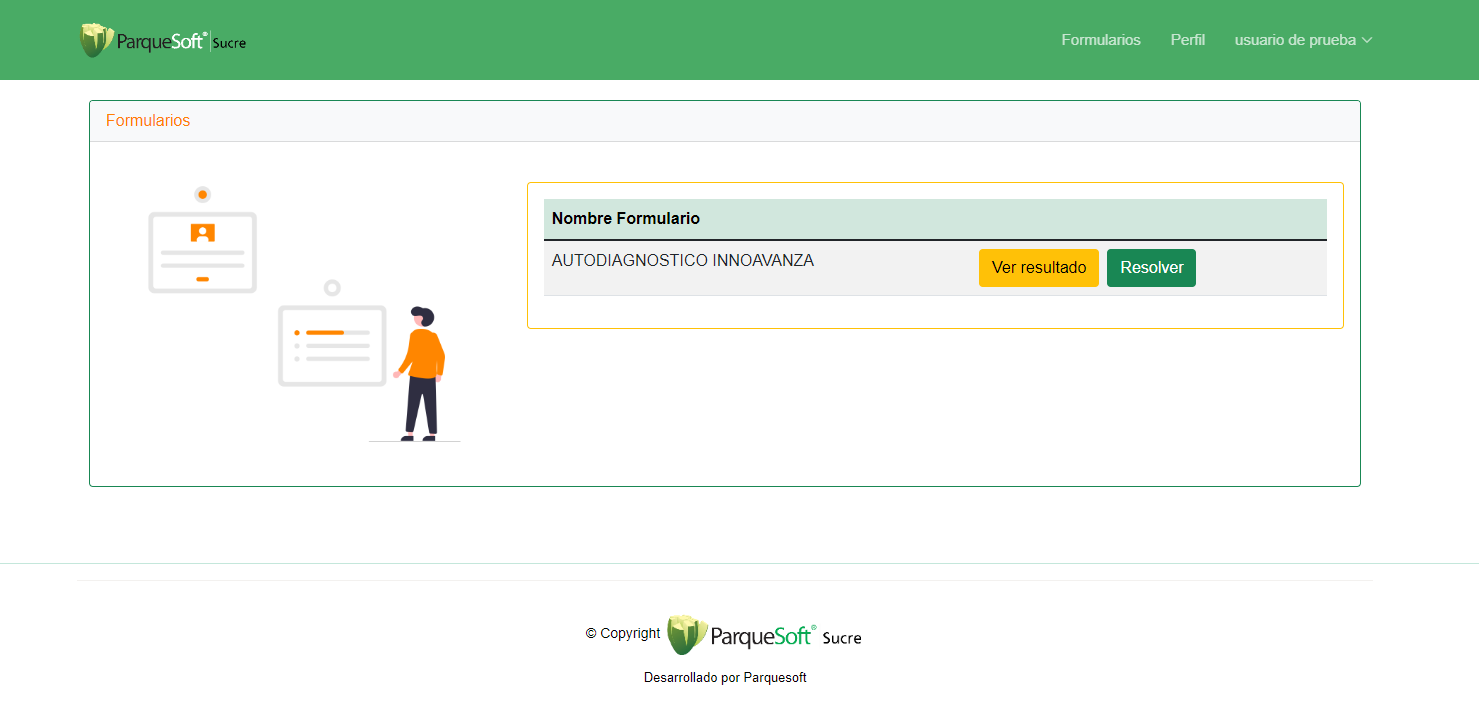 ParqueSoft® Sucre
Formularios Perfil usuario de prueba
Formularios
Nombre Formulario
AUTODIAGNOSTICO INNOAVANZA Ver resultado Resolver
© Copyright ParqueSoft® Sucre
Desarrollado por Parquesoft